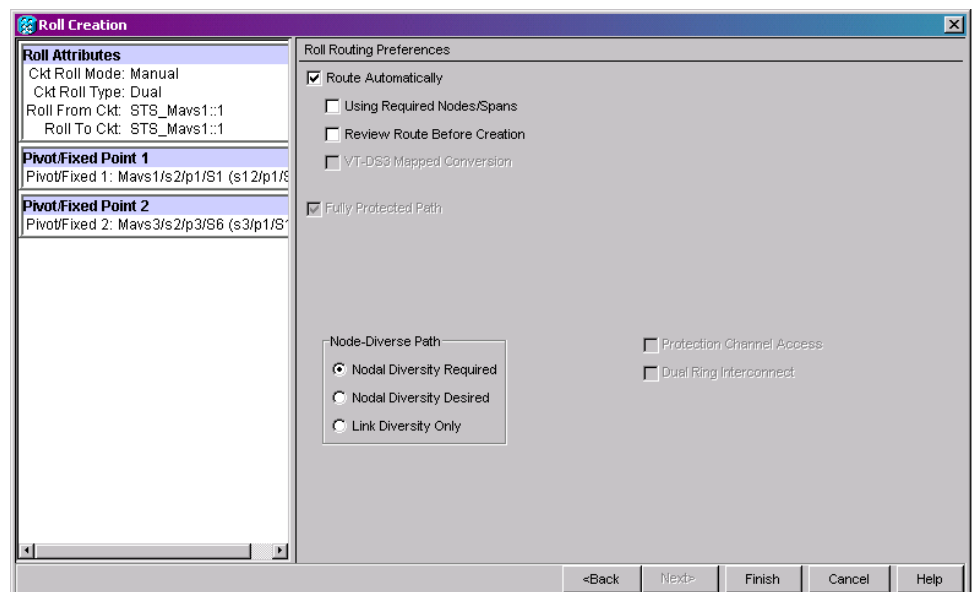 Roll Creation
Roll Attributes
Ckt Roll Mode: Manual
Ckt Roll Type: Dual
Roll From Ckt: STS_Mavs1::1
Roll To Ckt: STS_Mavs1::1
Pivot/Fixed Point 1
Pivot/Fixed 1: Mavs1/s2/p1/S1 (s12/p1/S
Pivot/Fixed Point 2
Pivot/Fixed 2: Mavs3/s2/p3/S6 (s3/p1/S1
Roll Routing Preferences
Route Automatically
Using Required Nodes/Spans
Review Route Before Creation
VT-DS3 Mapped Conversion
Fully Protected Path
Node-Diverse Path
Nodal Diversity Required
Nodal Diversity Desired
Link Diversity Only
Protection Channel Access
Dual Ring Interconnect
<Back Next> Finish Cancel Help